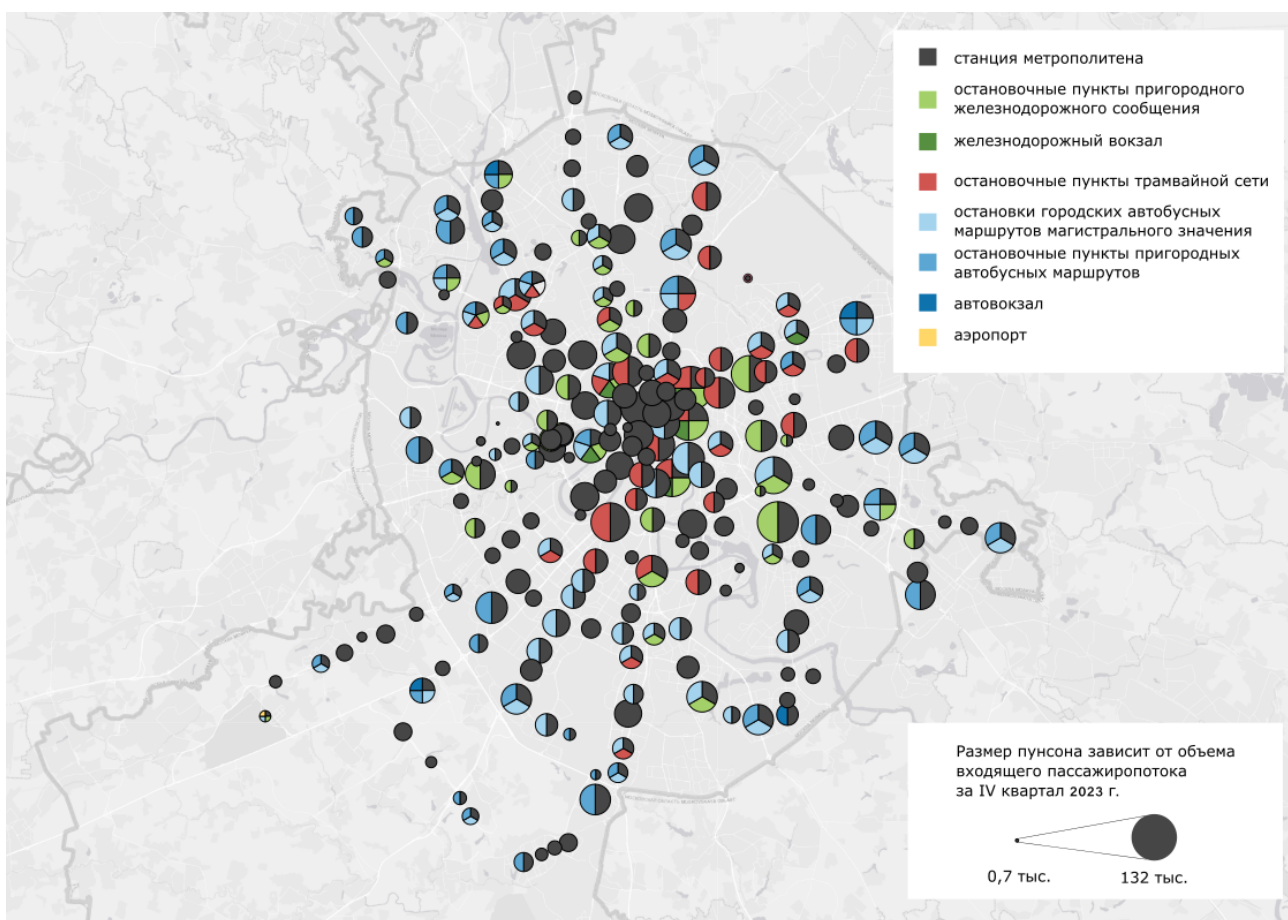 станция метрополитена
остановочные пункты пригородного
железнодорожного сообщения
железнодорожный вокзал
остановочные пункты трамвайной сети
остановки городских автобусных
маршрутов магистрального значения
остановочные пункты пригородных
автобусных маршрутов
автовокзал
аэропорт
Размер пунсона зависит от объема
входящего пассажиропотока
за IV квартал 2023 г.
0,7 тыс.
132 тыс.